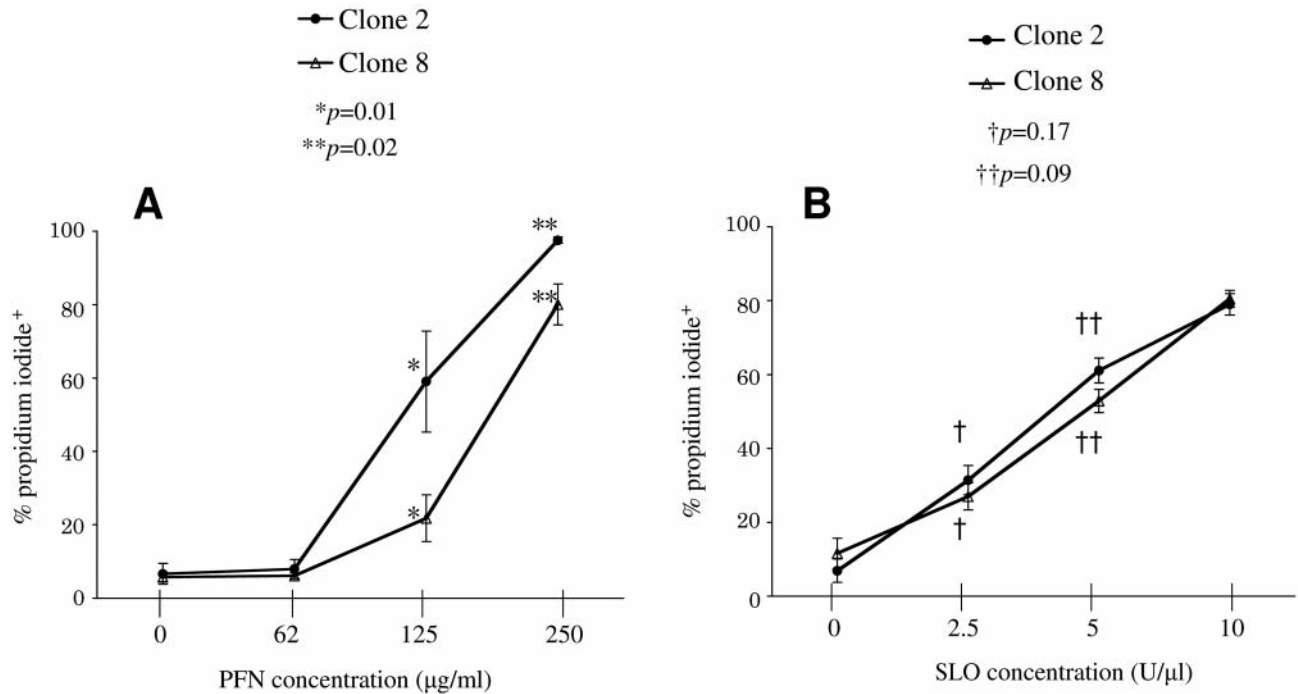 Clone 2
Clone 8
*p=0.01
**p=0.02
A
% propidium iodide+
100
80
60
40
20
0
**
**
*
*
0 62 125 250
PFN concentration (µg/ml)
Clone 2
Clone 8
†p=0.17
††p=0.09
B
% propidium iodide+
100
80
60
40
20
0
††
†
††
†
0 2.5 5 10
SLO concentration (U/µl)